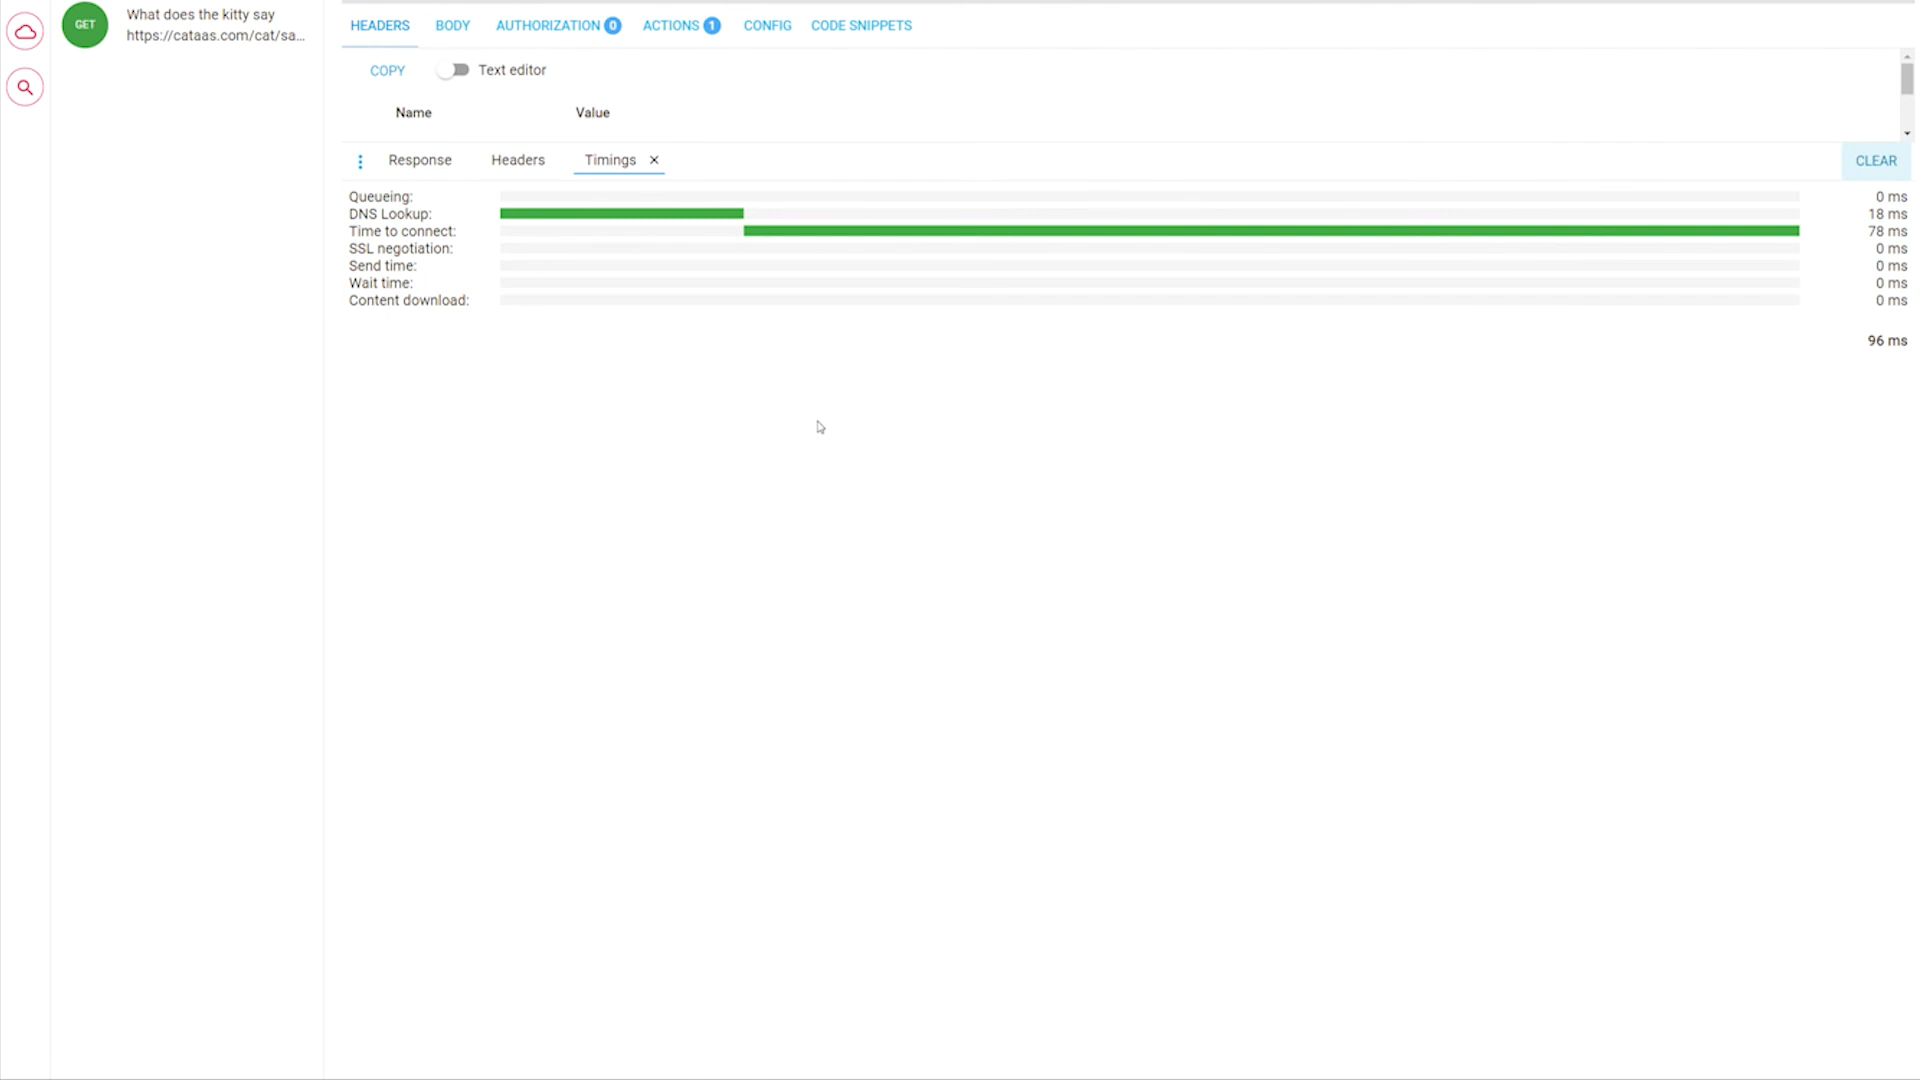 GET
What does the kitty say
https://cataas.com/cat/sa...
HEADERS BODY AUTHORIZATION 0 ACTIONS 1 CONFIG CODE SNIPPETS
COPY Text editor
Name Value
Response Headers Timings × CLEAR
Queueing: 0 ms
DNS Lookup: 18 ms
Time to connect: 78 ms
SSL negotiation: 0 ms
Send time: 0 ms
Wait time: 0 ms
Content download: 0 ms
96 ms